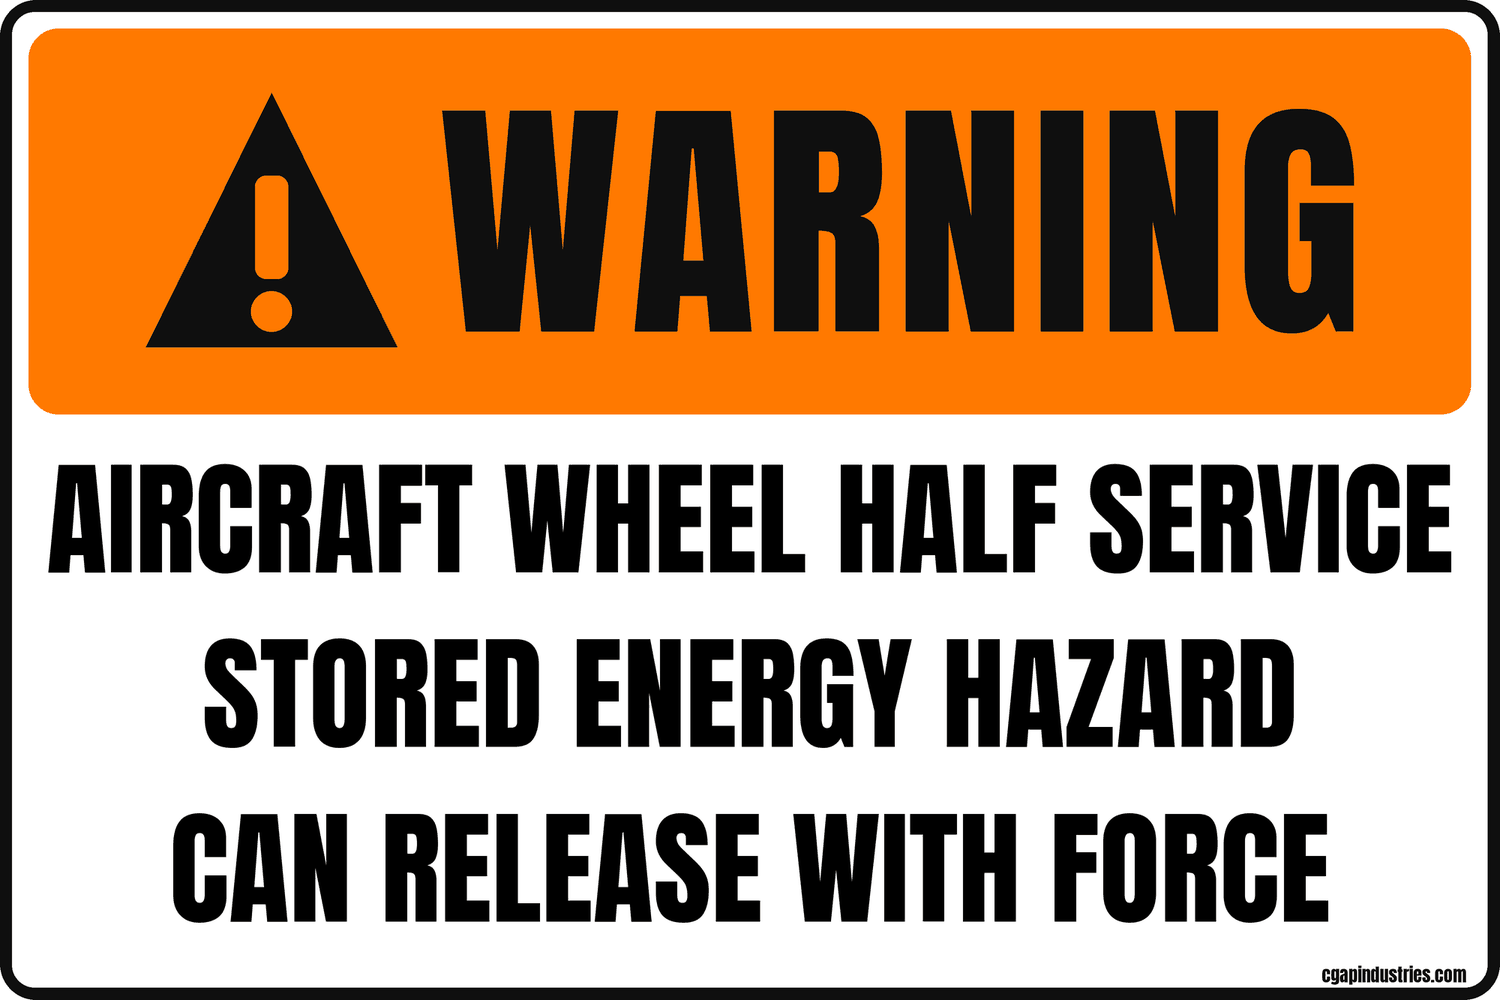 WARNING
AIRCRAFT WHEEL HALF SERVICE
STORED ENERGY HAZARD
CAN RELEASE WITH FORCE
cgapindustries.com